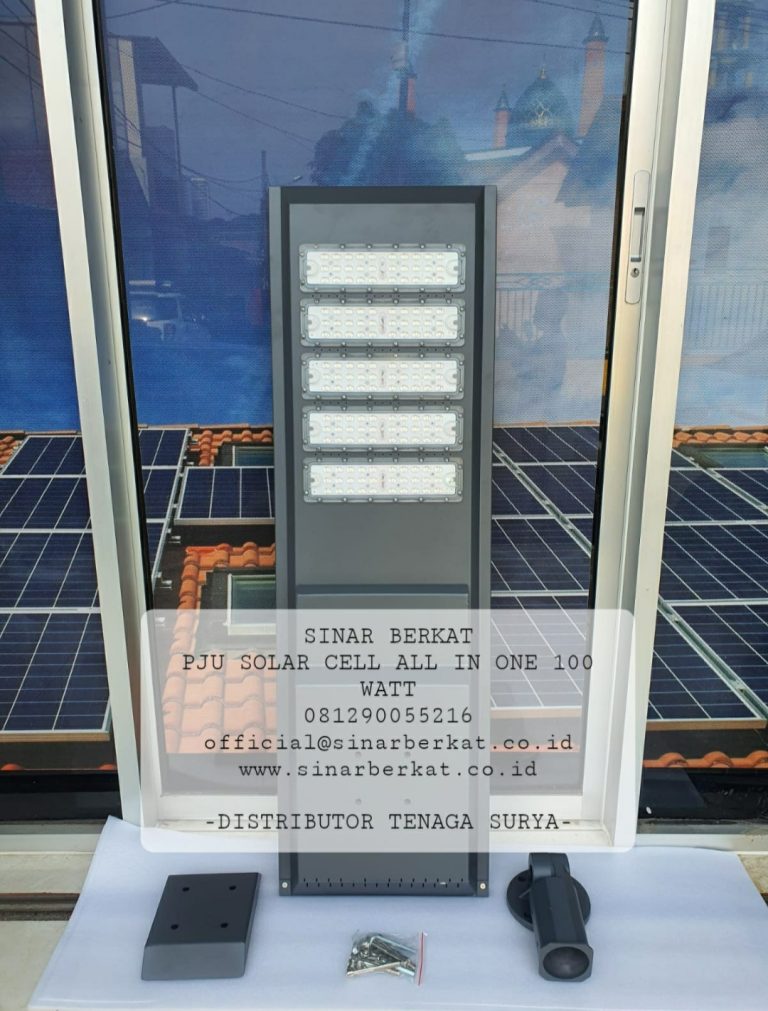 SINAR BERKAT
PJU SOLAR CELL ALL IN ONE 100
WATT
081290055216
official@sinarberkat.co.id
www.sinarberkat.co.id
-DISTRIBUTOR TENAGA SURYA-